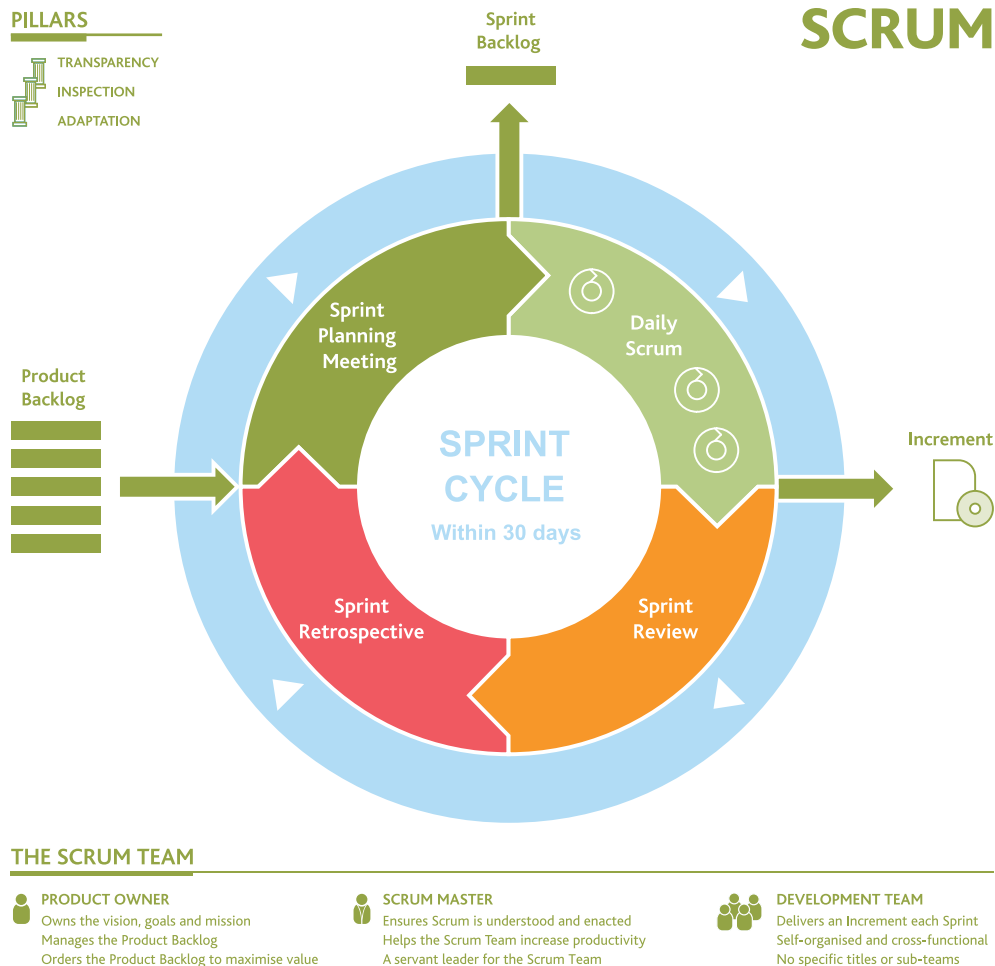 PILLARS
TRANSPARENCY
INSPECTION
ADAPTATION
Sprint
Backlog
SCRUM
Sprint
Planning
Meeting
Daily
Scrum
Product
Backlog
SPRINT
CYCLE
Within 30 days
Increment
Sprint
Retrospective
Sprint
Review
THE SCRUM TEAM
PRODUCT OWNER
Owns the vision, goals and mission
Manages the Product Backlog
Orders the Product Backlog to maximise value
SCRUM MASTER
Ensures Scrum is understood and enacted
Helps the Scrum Team increase productivity
A servant leader for the Scrum Team
DEVELOPMENT TEAM
Delivers an Increment each Sprint
Self-organised and cross-functional
No specific titles or sub-teams